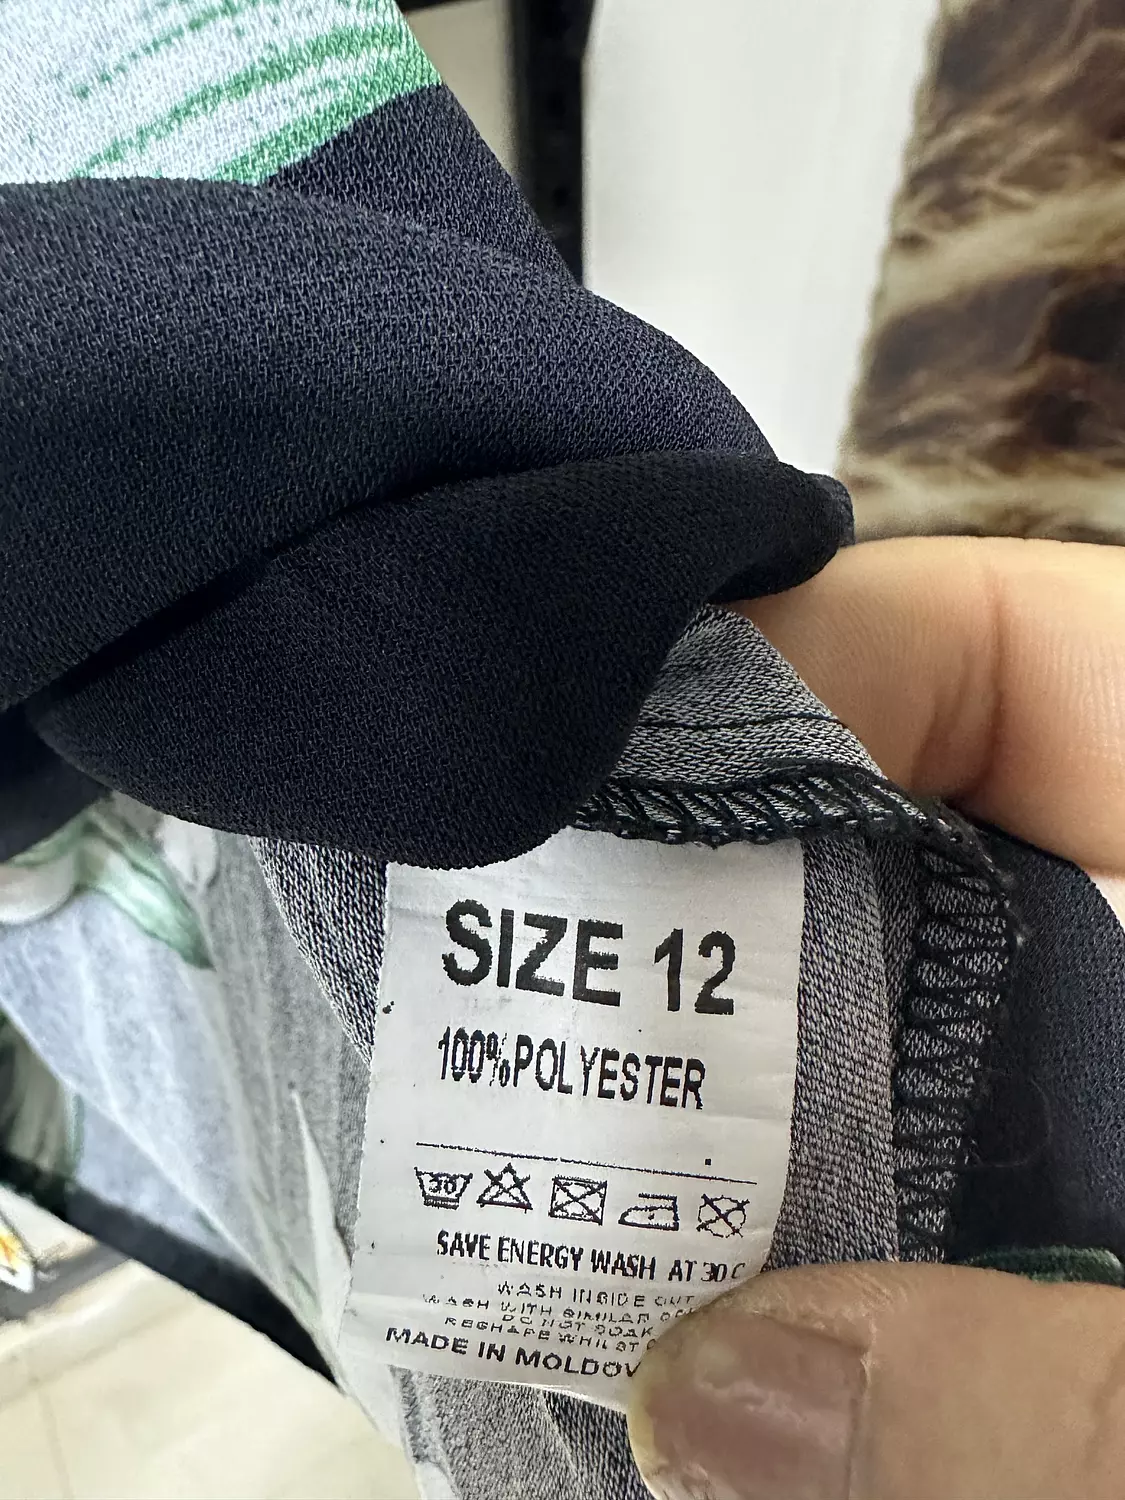 SIZE 12
100%POLYESTER
30
SAVE ENERGY WASH AT 30 C
WASH INSIDE OUT
WASH WITH SIMILAR
DO NOT SOAK
RESHAPE WHILST
MADE IN MOLDOV